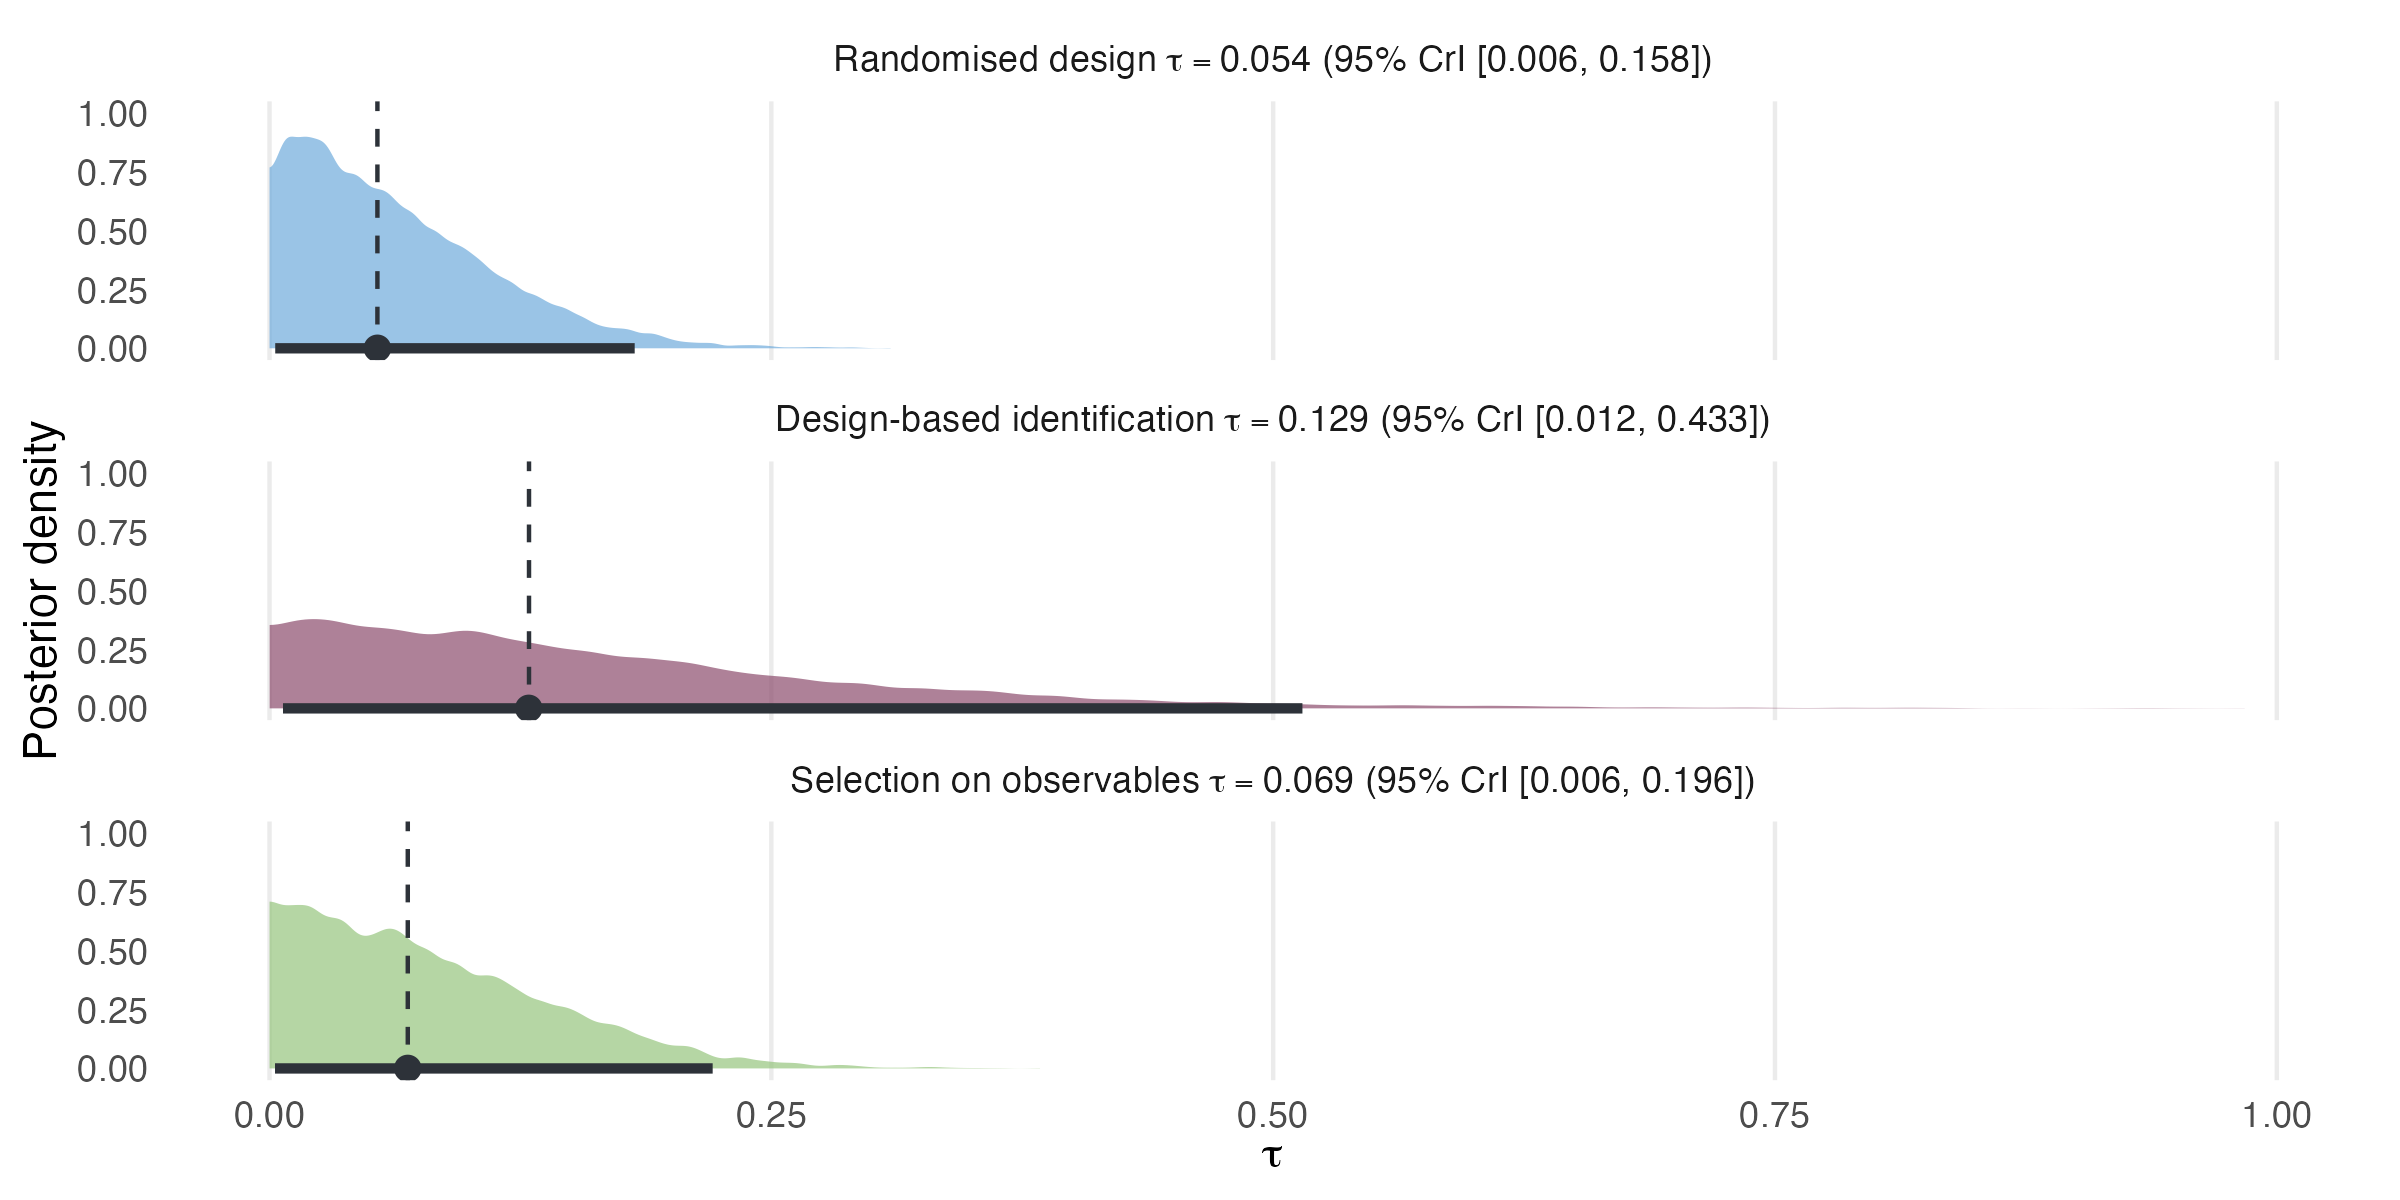 Randomised design τ = 0.054 (95% CrI [0.006, 0.158])
1.00
0.75
0.50
0.25
0.00
Design-based identification τ = 0.129 (95% CrI [0.012, 0.433])
1.00
0.75
0.50
0.25
0.00
Posterior density
Selection on observables τ = 0.069 (95% CrI [0.006, 0.196])
1.00
0.75
0.50
0.25
0.00
0.00 0.25 0.50 0.75 1.00
τ